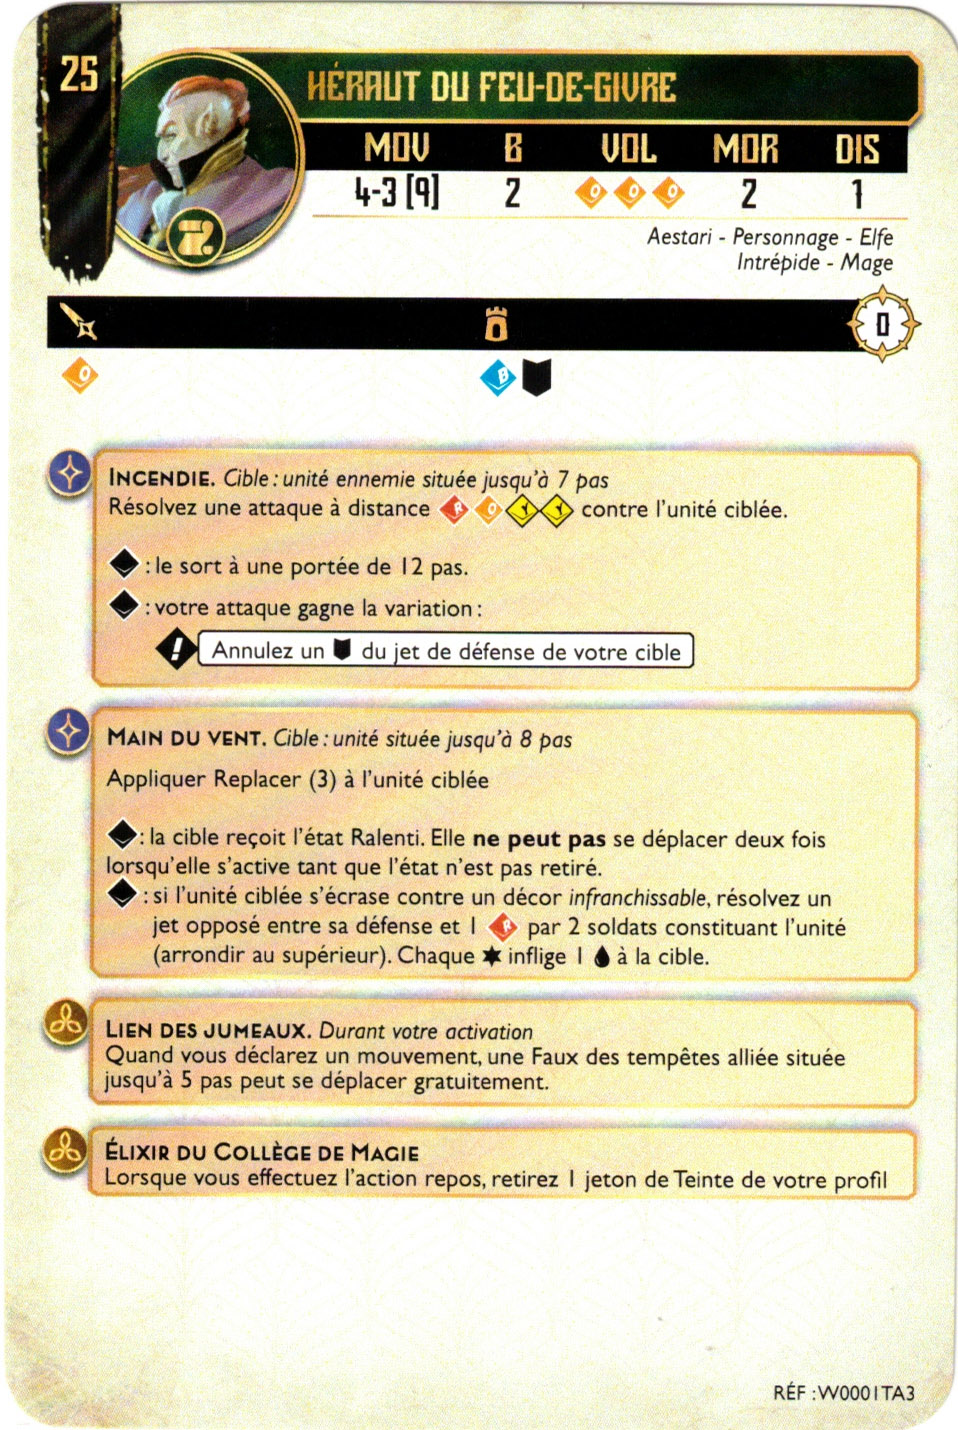 25
HÉRAUT DU FEU-DE-GIVRE
MOV B VOL MOR DIS
4-3 [9] 2 O O O 2 1
Aestari - Personnage - Elfe
Intrépide - Mage
0
O B
INCENDIE. Cible : unité ennemie située jusqu'à 7 pas
Résolvez une attaque à distance R O Y Y contre l'unité ciblée.
: le sort à une portée de 12 pas.
: votre attaque gagne la variation :
! Annulez un du jet de défense de votre cible
MAIN DU VENT. Cible : unité située jusqu'à 8 pas
Appliquer Replacer (3) à l'unité ciblée
: la cible reçoit l'état Ralenti. Elle ne peut pas se déplacer deux fois
lorsqu'elle s'active tant que l'état n'est pas retiré.
: si l'unité ciblée s'écrase contre un décor infranchissable, résolvez un
jet opposé entre sa défense et 1 R par 2 soldats constituant l'unité
(arrondir au supérieur). Chaque inflige 1 à la cible.
LIEN DES JUMEAUX. Durant votre activation
Quand vous déclarez un mouvement, une Faux des tempêtes alliée située
jusqu'à 5 pas peut se déplacer gratuitement.
ÉLIXIR DU COLLÈGE DE MAGIE
Lorsque vous effectuez l'action repos, retirez 1 jeton de Teinte de votre profil
RÉF : W0001TA3